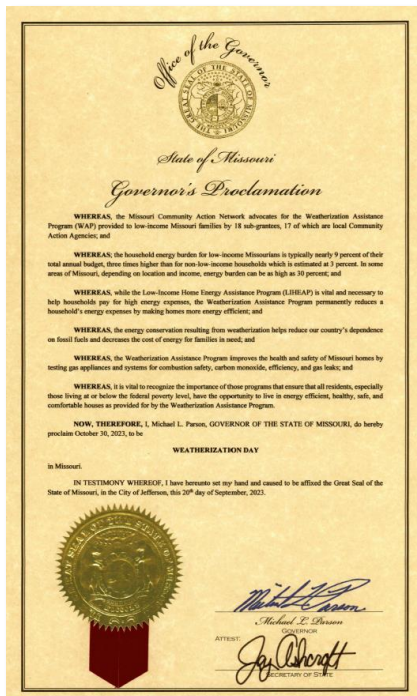 Office of the Governor
THE GREAT SEAL OF THE STATE OF MISSOURI
State of Missouri
Governor's Proclamation
WHEREAS, the Missouri Community Action Network advocates for the Weatherization Assistance
Program (WAP) provided to low-income Missouri families by 18 sub-grantees, 17 of which are local Community
Action Agencies; and
WHEREAS; the household energy burden for low-income Missourians is typically nearly 9 percent of their
total annual budget, three times higher than for non-low-income households which is estimated at 3 percent. In some
areas of Missouri, depending on location and income, energy burden can be as high as 30 percent; and
WHEREAS, while the Low-Income Home Energy Assistance Program (LIHEAP) is vital and necessary to
help households pay for high energy expenses, the Weatherization Assistance Program permanently reduces a
household's energy expenses by making homes more energy efficient; and
WHEREAS, the energy conservation resulting from weatherization helps reduce our country's dependence
on fossil fuels and decreases the cost of energy for families in need; and
WHEREAS, the Weatherization Assistance Program improves the health and safety of Missouri homes by
testing gas appliances and systems for combustion safety, carbon monoxide, efficiency, and gas leaks; and
WHEREAS, it is vital to recognize the importance of those programs that ensure that all residents, especially
those living at or below the federal poverty level, have the opportunity to live in energy efficient, healthy, safe, and
comfortable houses as provided for by the Weatherization Assistance Program.
NOW, THEREFORE, I, Michael L. Parson, GOVERNOR OF THE STATE OF MISSOURI, do hereby
proclaim October 30, 2023, to be
WEATHERIZATION DAY
in Missouri.
IN TESTIMONY WHEREOF, I have hereunto set my hand and caused to be affixed the Great Seal of the
State of Missouri, in the City of Jefferson, this 20th day of September, 2023.
Michael L. Parson
Michael L. Parson
GOVERNOR
ATTEST:
Jay Ashcroft
SECRETARY OF STATE